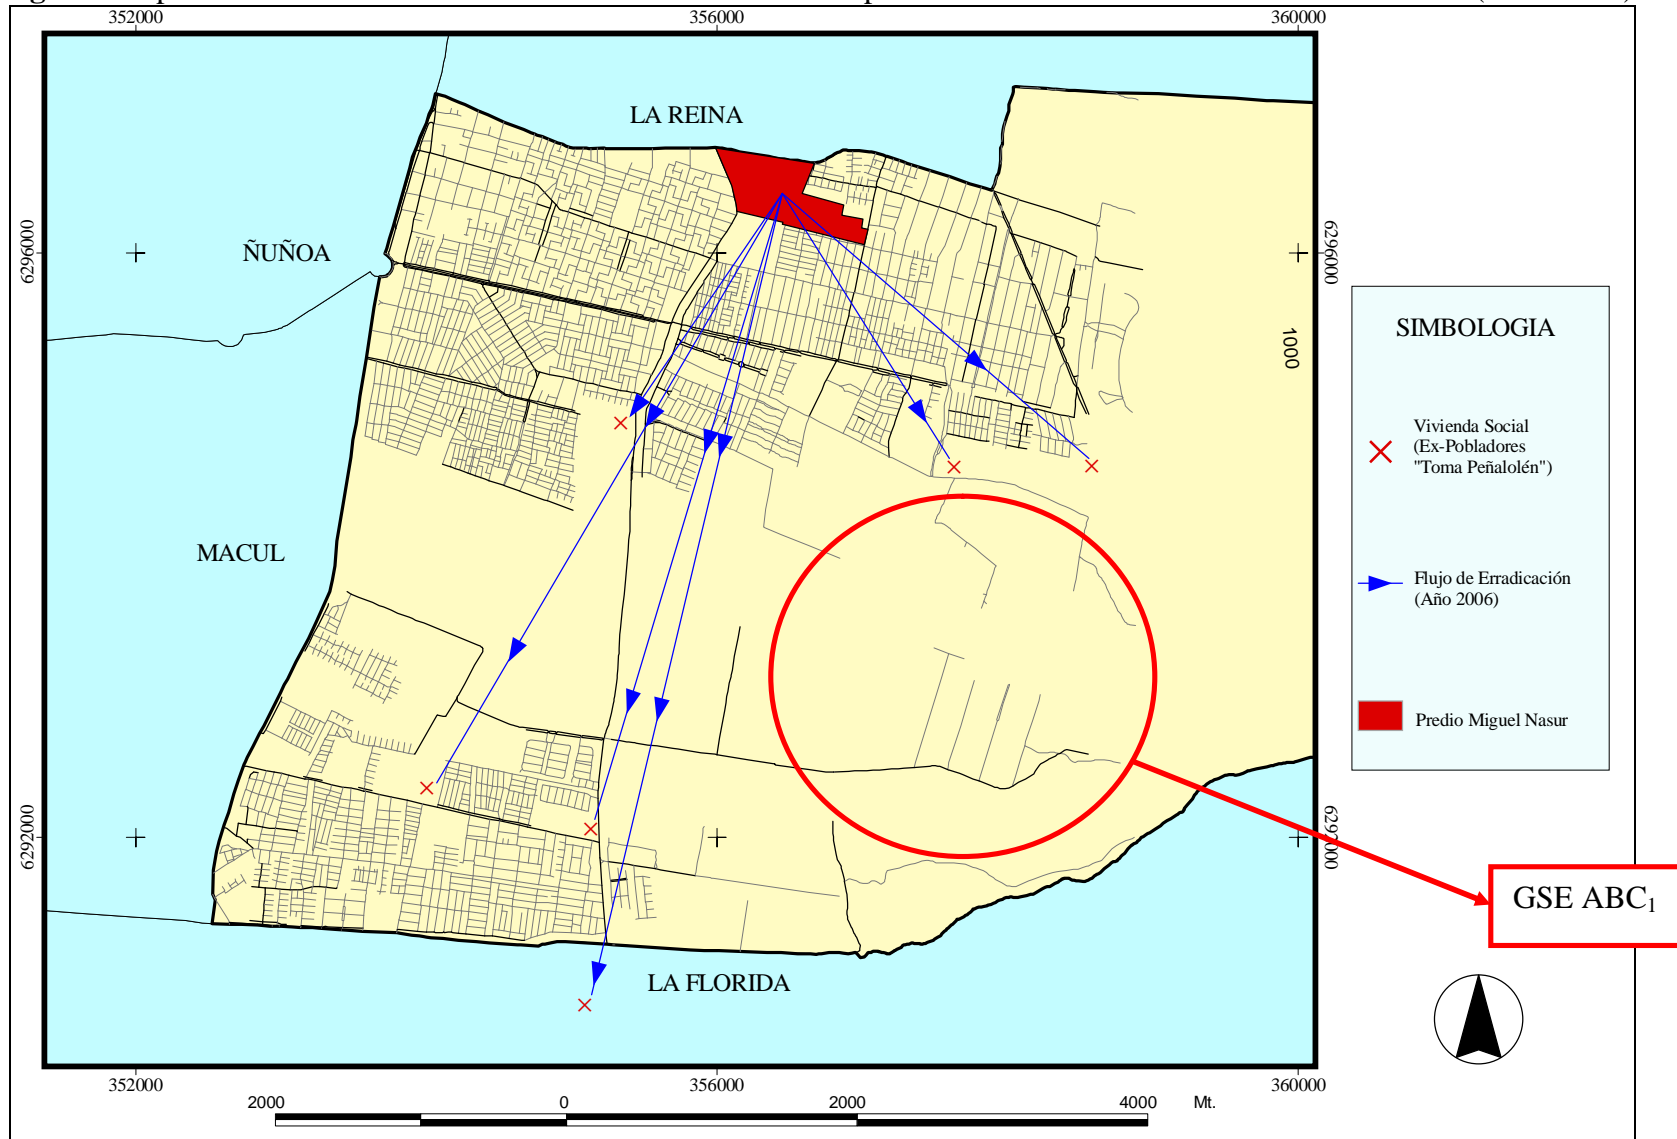 352000
356000
360000
LA REINA
ÑUÑOA
MACUL
LA FLORIDA
6296000
6296000
1000
6292000
6292000
SIMBOLOGIA
Vivienda Social
(Ex-Pobladores
"Toma Peñalolén")
Flujo de Erradicación
(Año 2006)
Predio Miguel Nasur
GSE ABC₁
352000
356000
360000
2000
0
2000
4000
Mt.